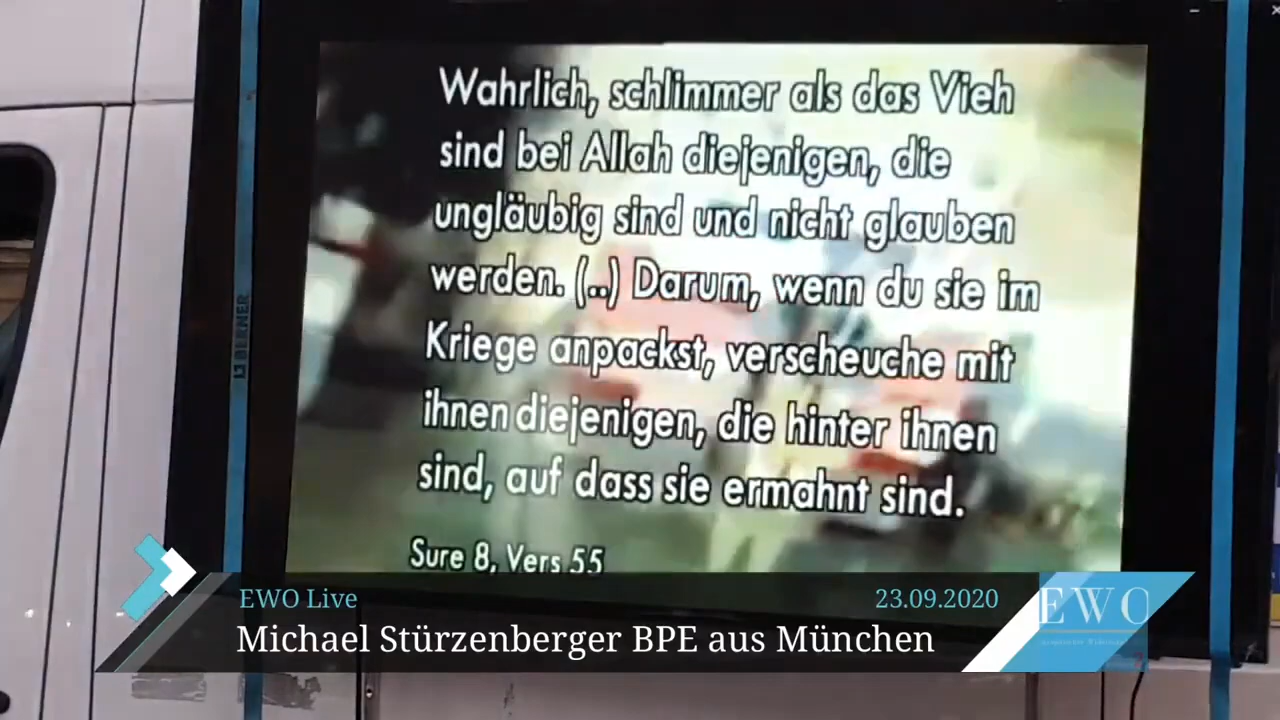 Wahrlich, schlimmer als das Vieh
sind bei Allah diejenigen, die
ungläubig sind und nicht glauben
werden. (..) Darum, wenn du sie im
Kriege anpackst, verscheuche mit
ihnen diejenigen, die hinter ihnen
sind, auf dass sie ermahnt sind.
Sure 8, Vers 55
BERNER
EWO Live
23.09.2020
EWO
Michael Stürzenberger BPE aus München